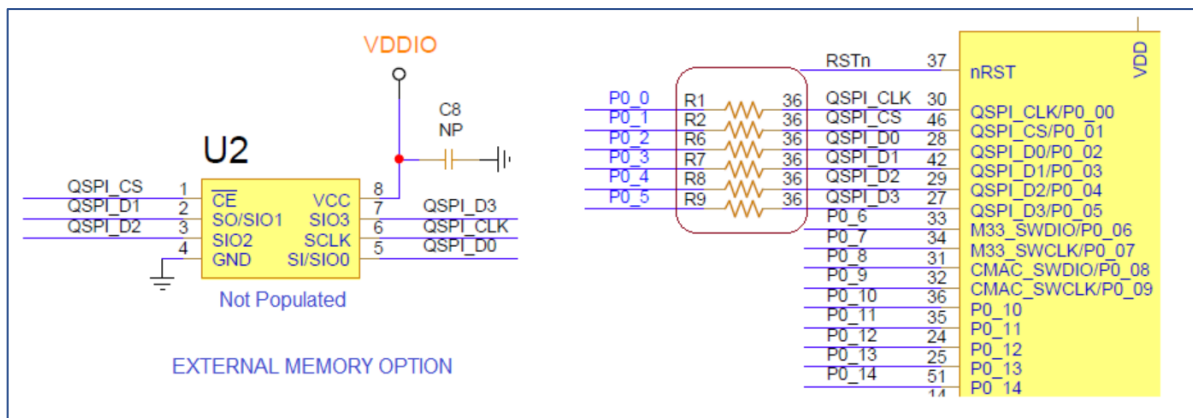 VDDIO
C8
NP
U2
QSPI_CS 1 CE VCC 8
QSPI_D1 2 SO/SIO1 SIO3 7 QSPI_D3
QSPI_D2 3 SIO2 SCLK 6 QSPI_CLK
4 GND SI/SIO0 5 QSPI_D0
Not Populated
EXTERNAL MEMORY OPTION
VDD
RSTn 37 nRST
P0_0 R1 36 QSPI_CLK 30 QSPI_CLK/P0_00
P0_1 R2 36 QSPI_CS 46 QSPI_CS/P0_01
P0_2 R6 36 QSPI_D0 28 QSPI_D0/P0_02
P0_3 R7 36 QSPI_D1 42 QSPI_D1/P0_03
P0_4 R8 36 QSPI_D2 29 QSPI_D2/P0_04
P0_5 R9 36 QSPI_D3 27 QSPI_D3/P0_05
P0_6 33 M33_SWDIO/P0_06
P0_7 34 M33_SWCLK/P0_07
P0_8 31 CMAC_SWDIO/P0_08
P0_9 32 CMAC_SWCLK/P0_09
P0_10 36 P0_10
P0_11 35 P0_11
P0_12 24 P0_12
P0_13 25 P0_13
P0_14 51 P0_14